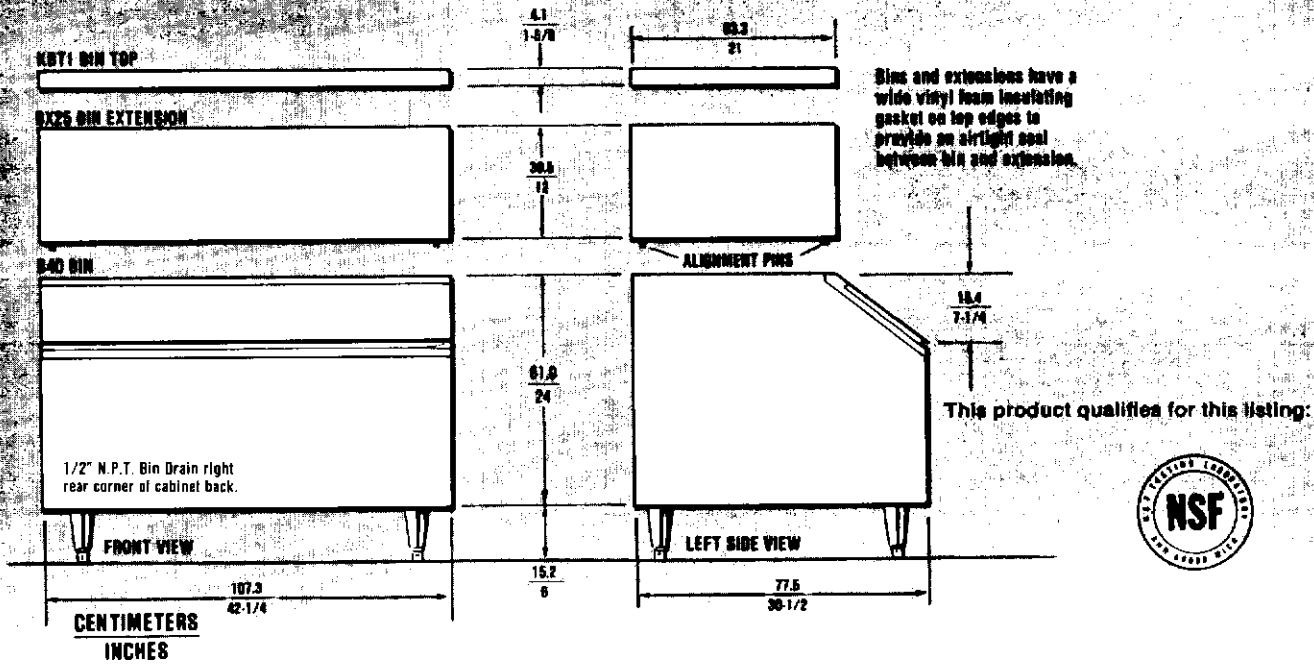 4.1
1-5/8
53.3
21
KBT1 BIN TOP
Bins and extensions have a
wide vinyl foam insulating
gasket on top edges to
provide an airtight seal
between bin and extension.
BX25 BIN EXTENSION
30.5
12
ALIGNMENT PINS
B40 BIN
18.4
7-1/4
61.0
24
This product qualifies for this listing:
1/2" N.P.T. Bin Drain right
rear corner of cabinet back.
NSF
FRONT VIEW
LEFT SIDE VIEW
15.2
6
107.3
42-1/4
77.5
30-1/2
CENTIMETERS
INCHES